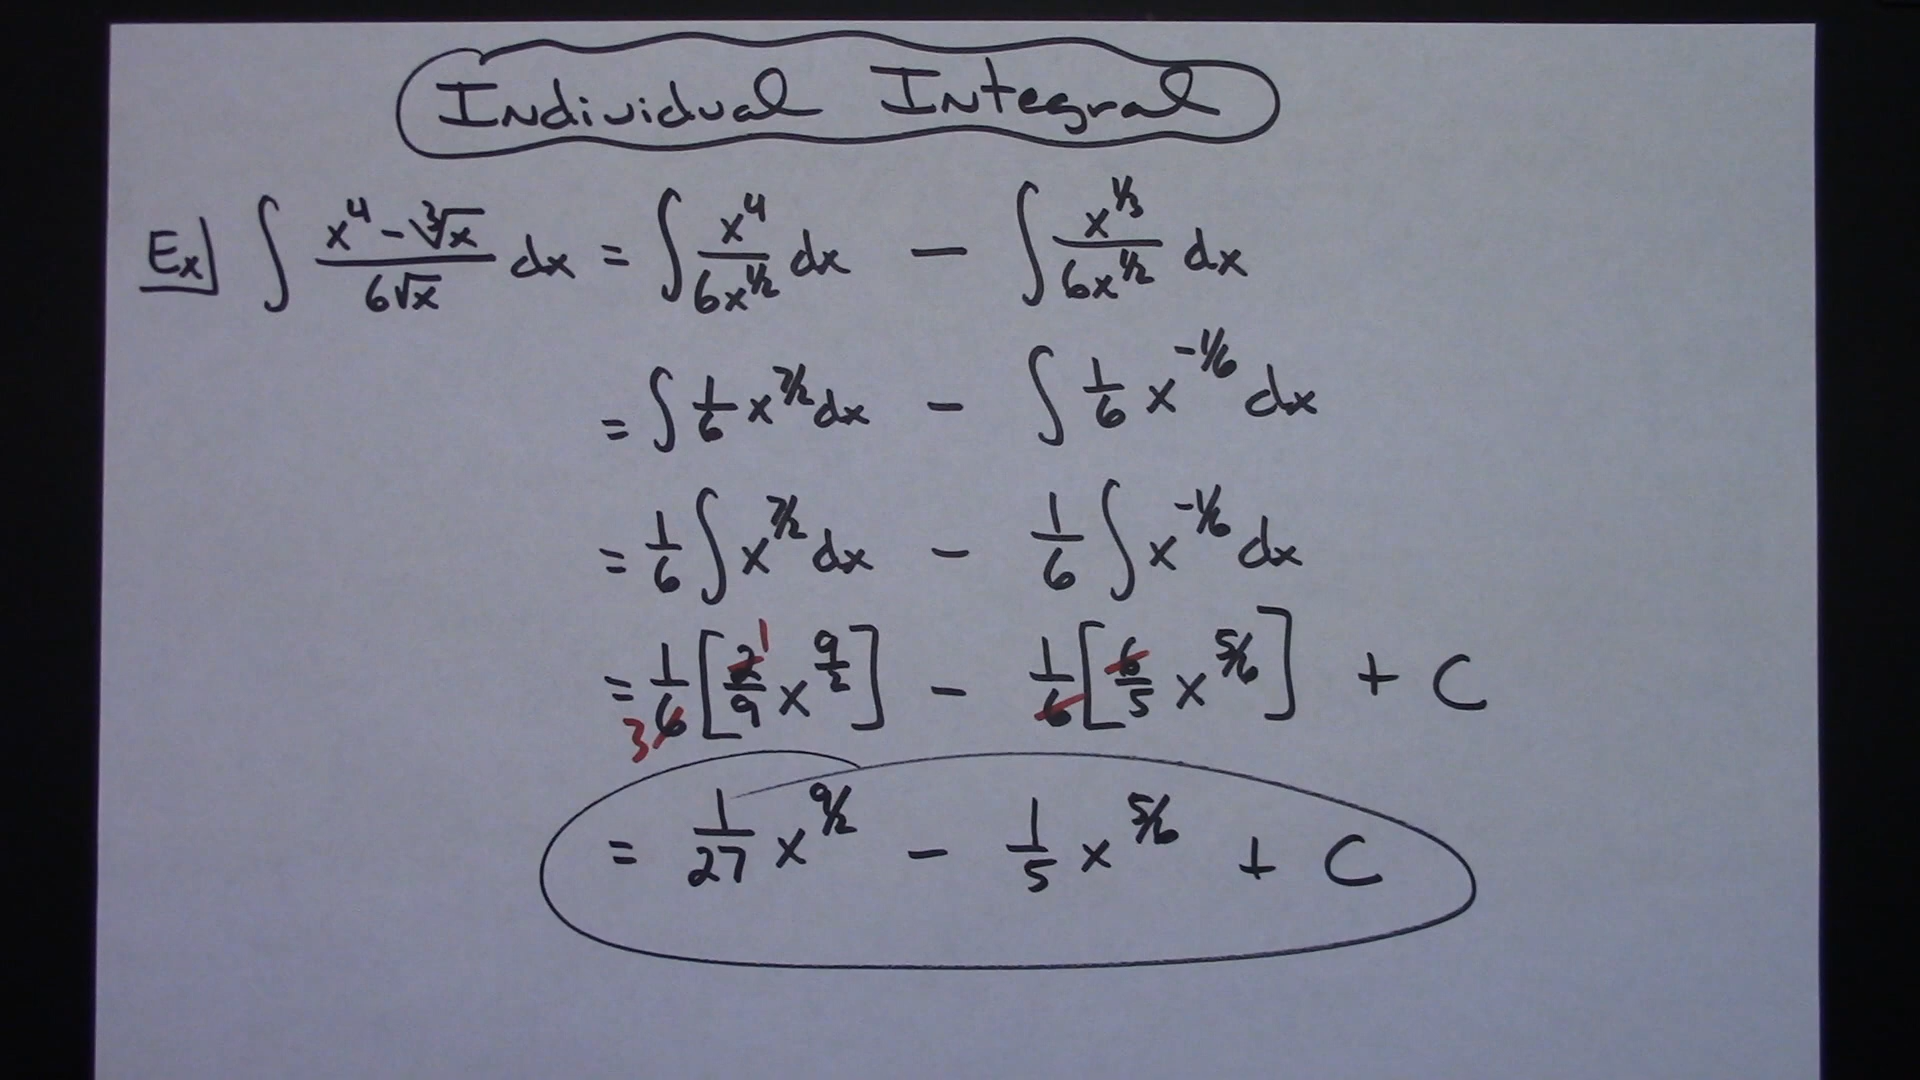 Individual Integral
Ex] ∫ (x⁴ - ∛x)/(6√x) dx = ∫ x⁴/(6x^(1/2)) dx - ∫ x^(1/3)/(6x^(1/2)) dx
= ∫ 1/6 x^(7/2) dx - ∫ 1/6 x^(-1/6) dx
= 1/6 ∫ x^(7/2) dx - 1/6 ∫ x^(-1/6) dx
= 1/6 [2/9 x^(9/2)] - 1/6 [6/5 x^(5/6)] + C
3 1
= 1/27 x^(9/2) - 1/5 x^(5/6) + C